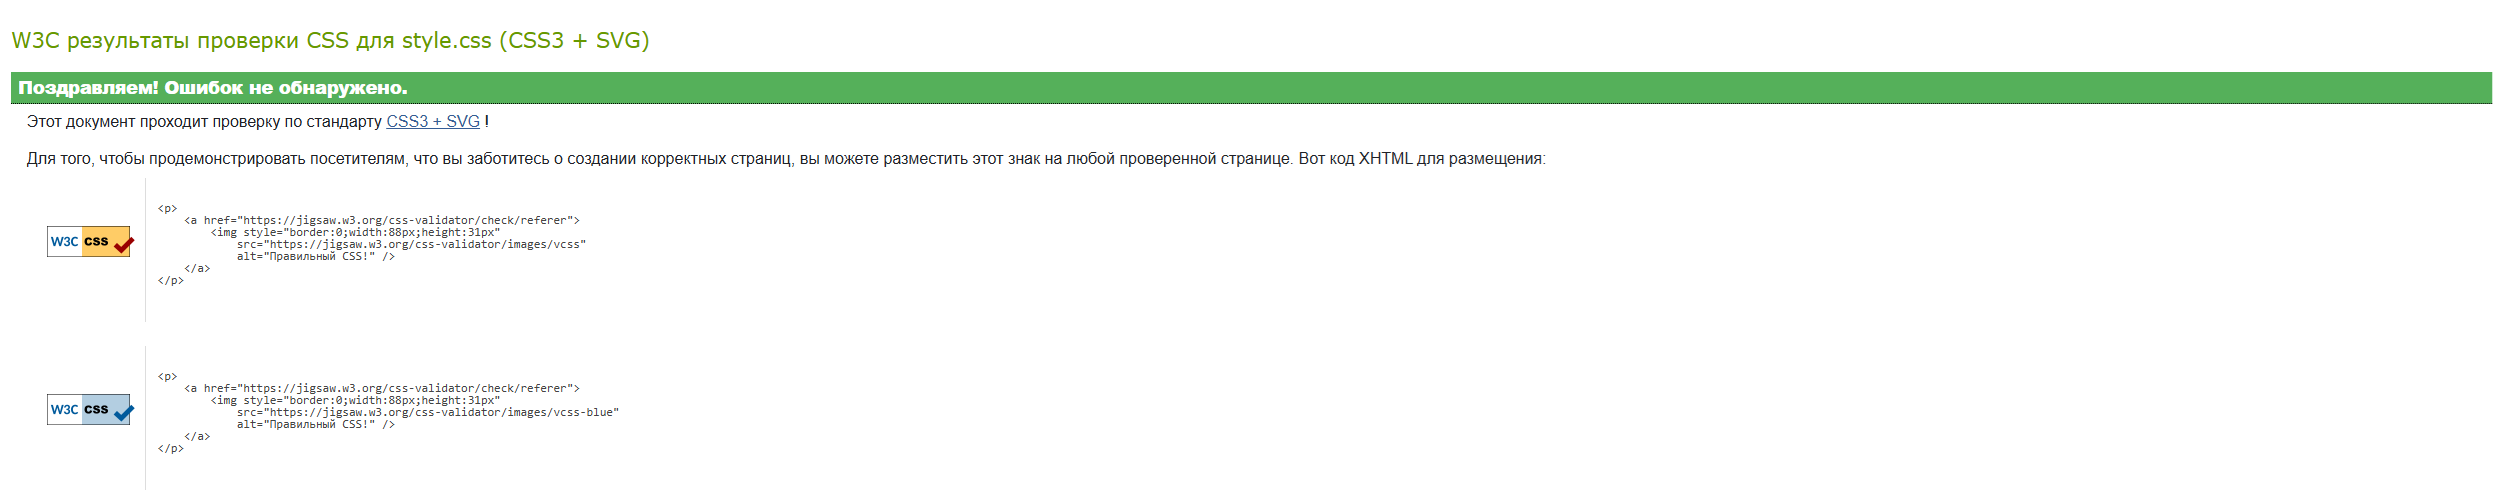 W3C результаты проверки CSS для style.css (CSS3 + SVG)
Поздравляем! Ошибок не обнаружено.
Этот документ проходит проверку по стандарту CSS3 + SVG !
Для того, чтобы продемонстрировать посетителям, что вы заботитесь о создании корректных страниц, вы можете разместить этот знак на любой проверенной странице. Вот код XHTML для размещения:
W3C css
<p>
    <a href="https://jigsaw.w3.org/css-validator/check/referer">
        <img style="border:0;width:88px;height:31px"
            src="https://jigsaw.w3.org/css-validator/images/vcss"
            alt="Правильный CSS!" />
    </a>
</p>
W3C css
<p>
    <a href="https://jigsaw.w3.org/css-validator/check/referer">
        <img style="border:0;width:88px;height:31px"
            src="https://jigsaw.w3.org/css-validator/images/vcss-blue"
            alt="Правильный CSS!" />
    </a>
</p>